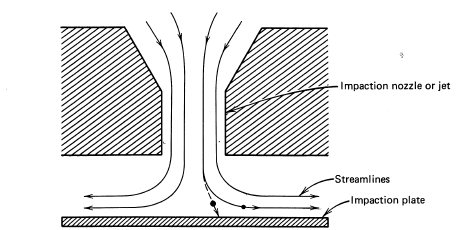 Impaction nozzle or jet
Streamlines
Impaction plate